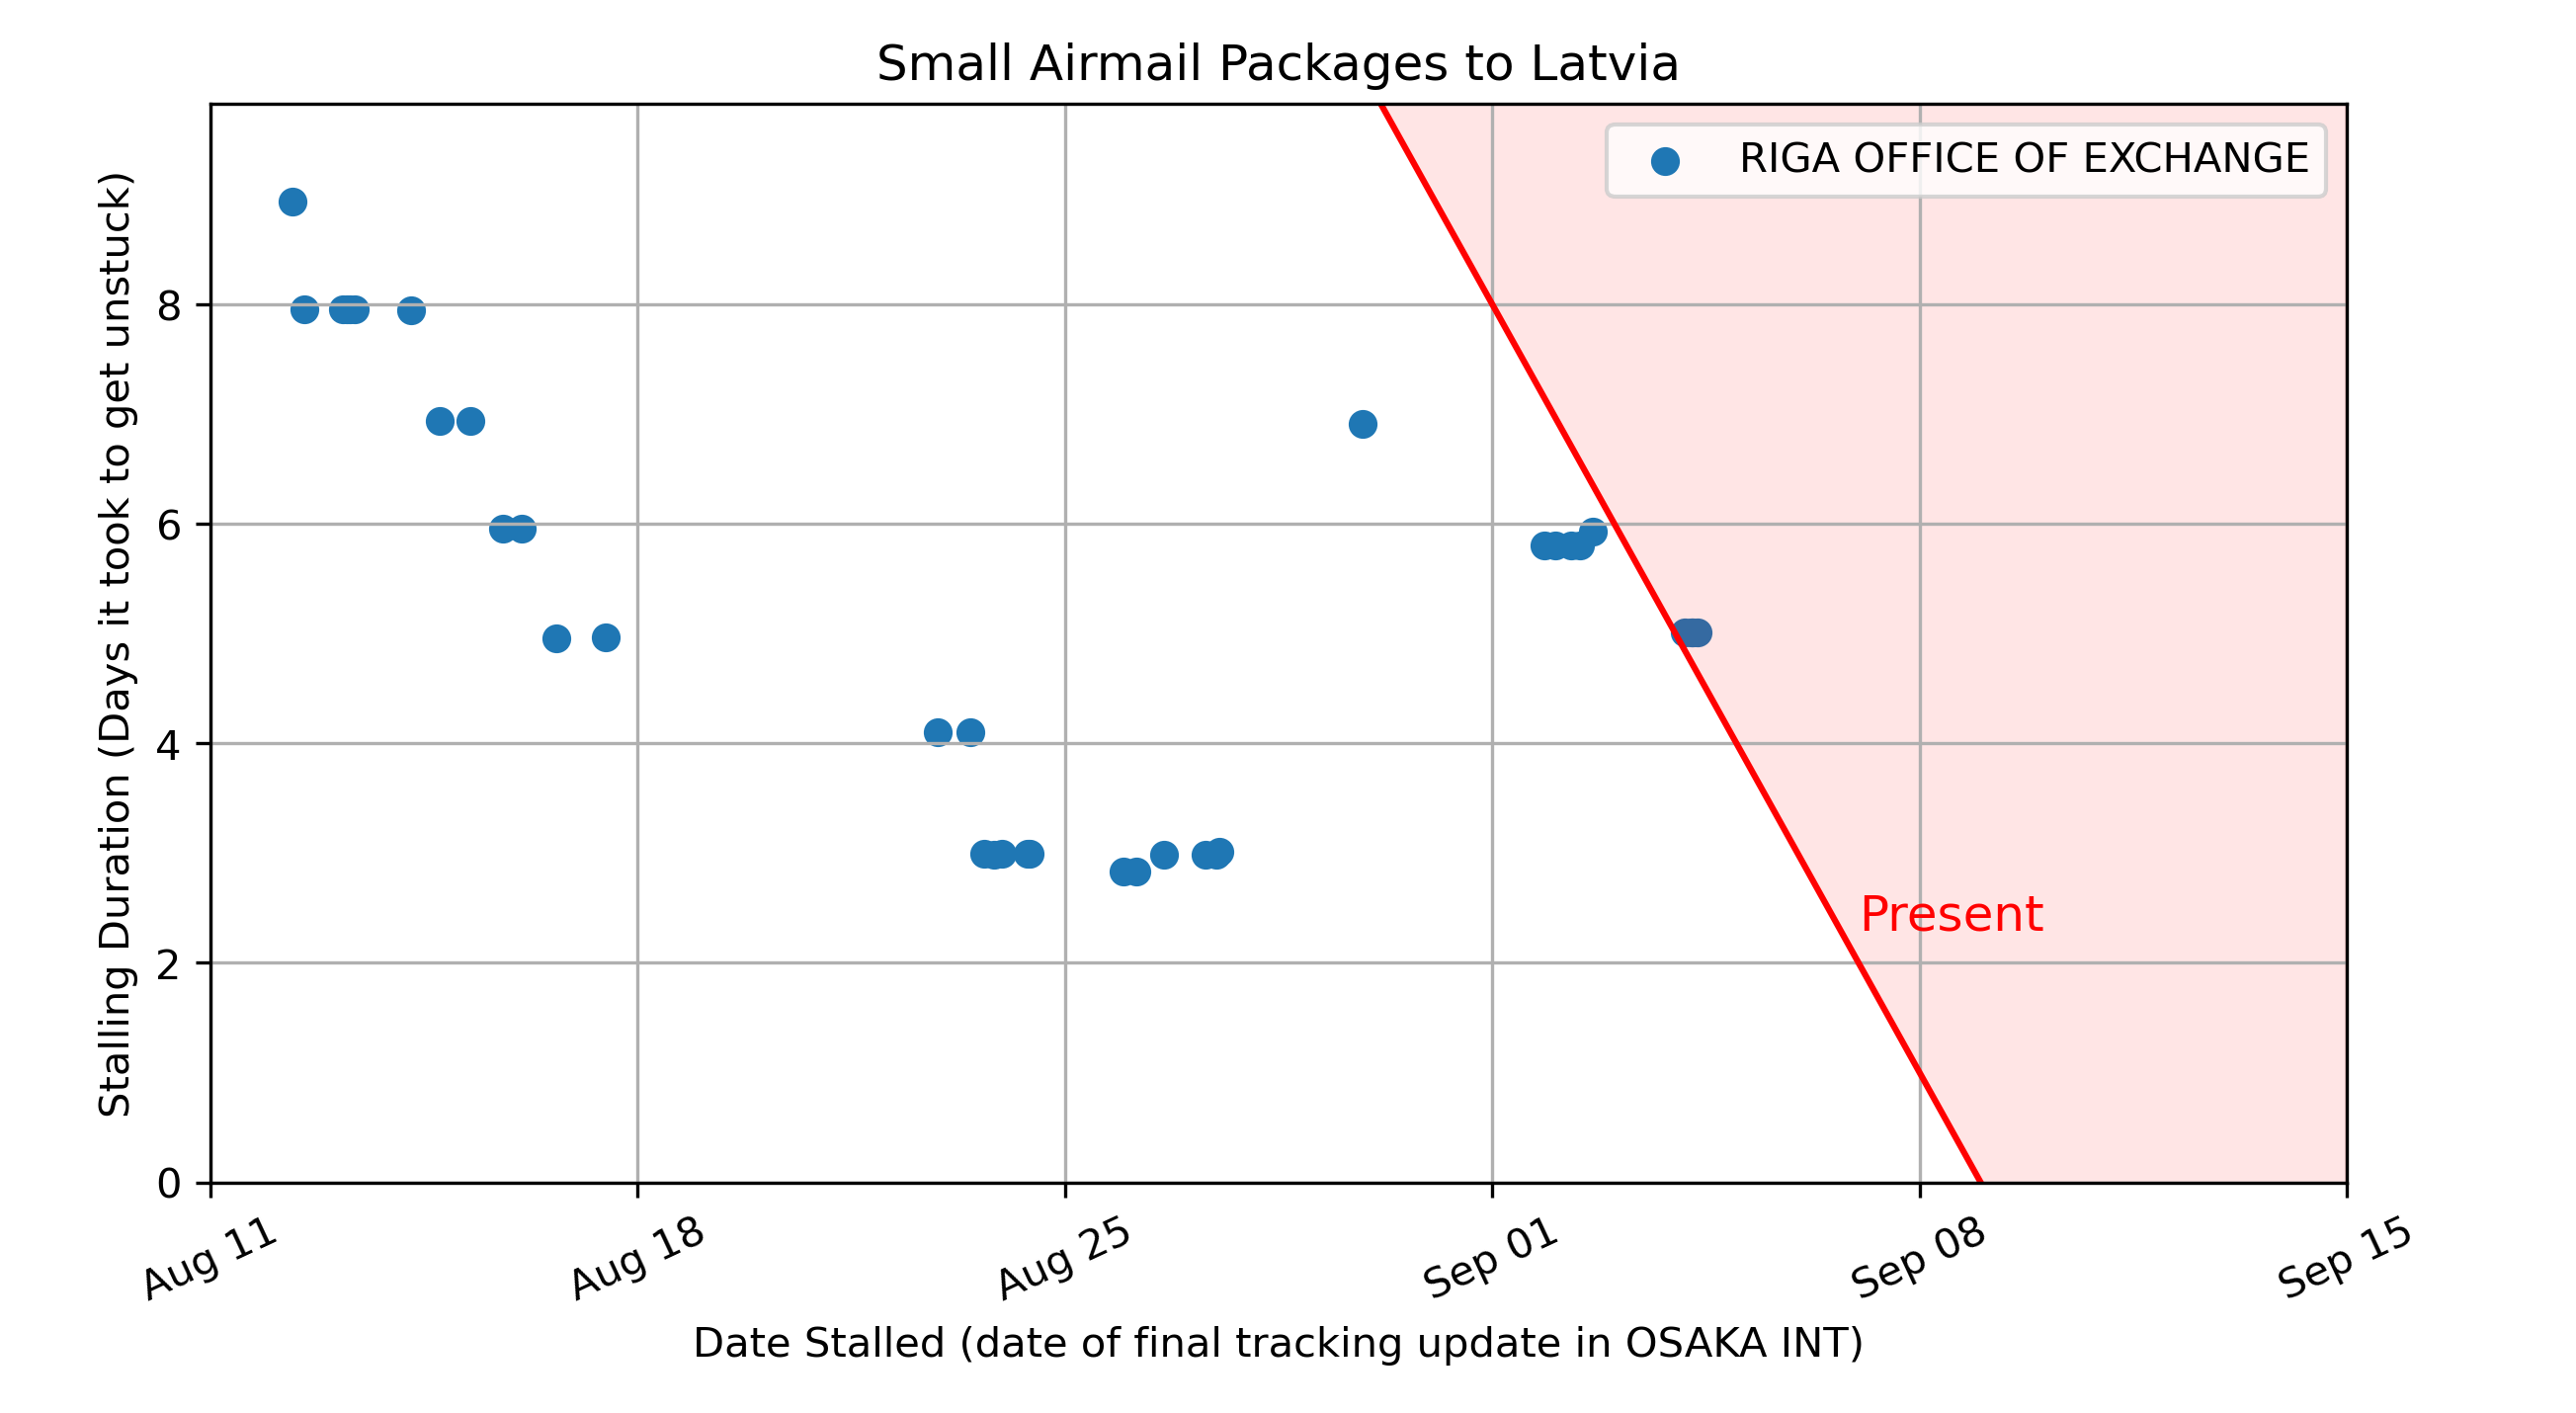 Small Airmail Packages to Latvia
RIGA OFFICE OF EXCHANGE
Stalling Duration (Days it took to get unstuck)
8
6
4
2
0
Present
Aug 11
Aug 18
Aug 25
Sep 01
Sep 08
Sep 15
Date Stalled (date of final tracking update in OSAKA INT)